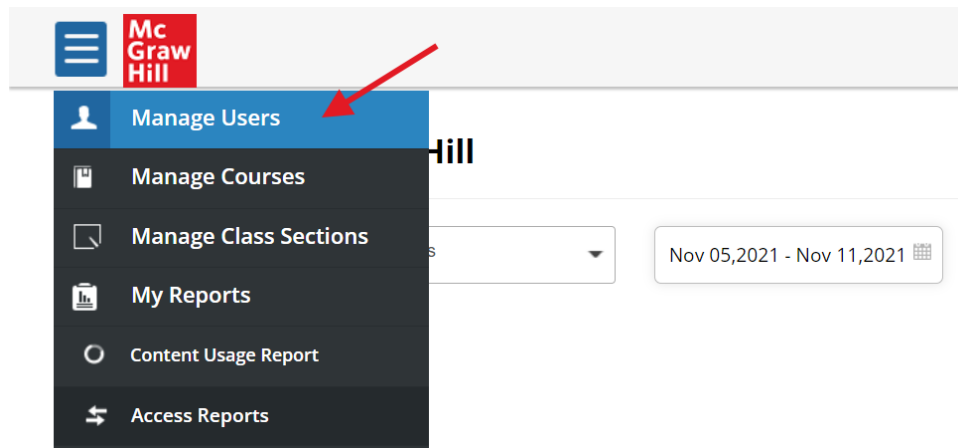 Mc
Graw
Hill
Manage Users
Hill
Manage Courses
Manage Class Sections
s
Nov 05,2021 - Nov 11,2021
My Reports
Content Usage Report
Access Reports